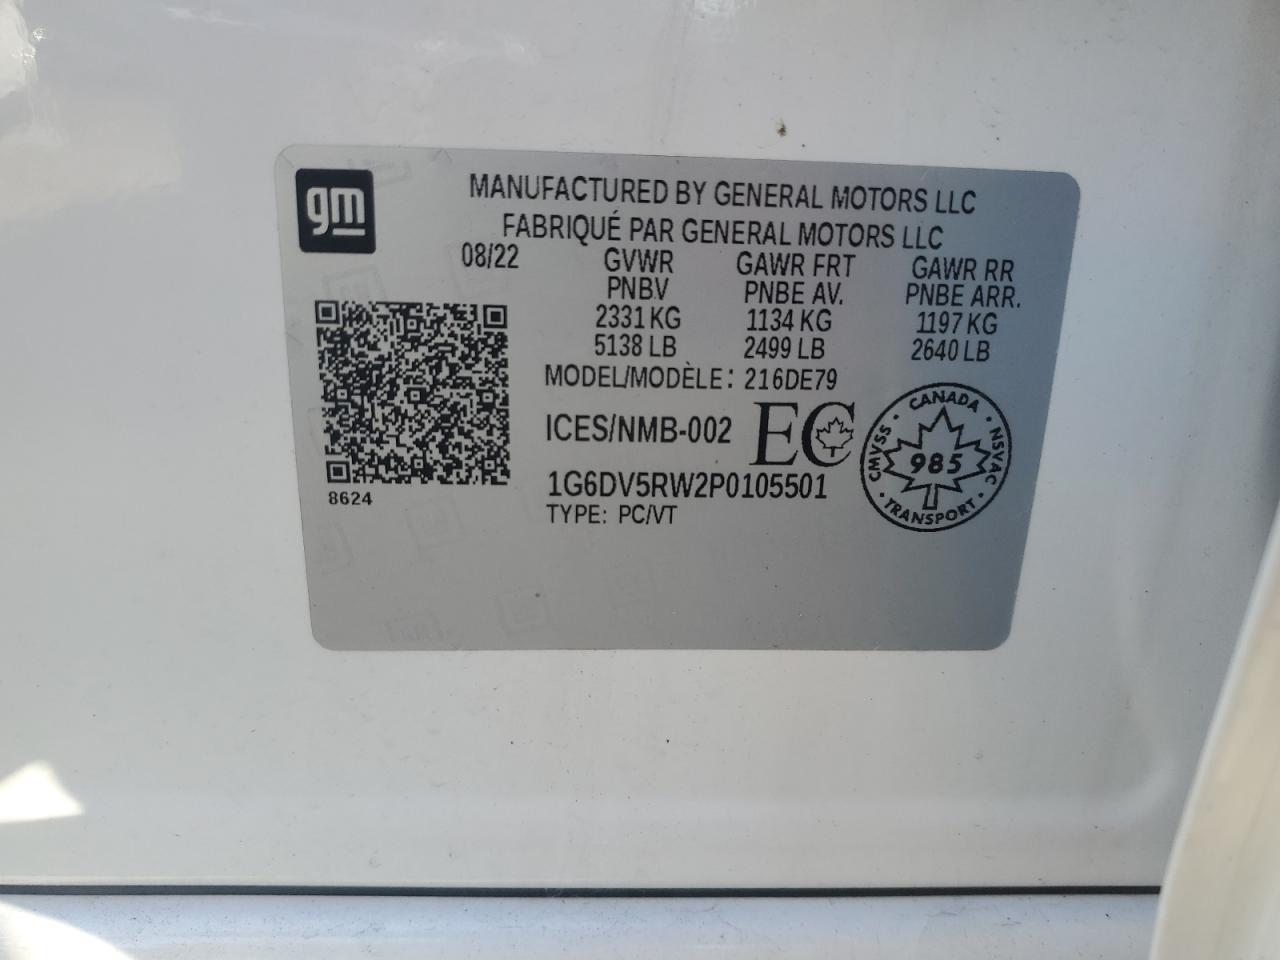 gm
MANUFACTURED BY GENERAL MOTORS LLC
FABRIQUÉ PAR GENERAL MOTORS LLC
08/22 GVWR GAWR FRT GAWR RR
PNBV PNBE AV. PNBE ARR.
2331 KG 1134 KG 1197 KG
5138 LB 2499 LB 2640 LB
MODEL/MODÈLE: 216DE79
ICES/NMB-002 EC
CANADA
CMVSS 985 NSVAC
TRANSPORT
1G6DV5RW2P0105501
8624
TYPE: PC/VT